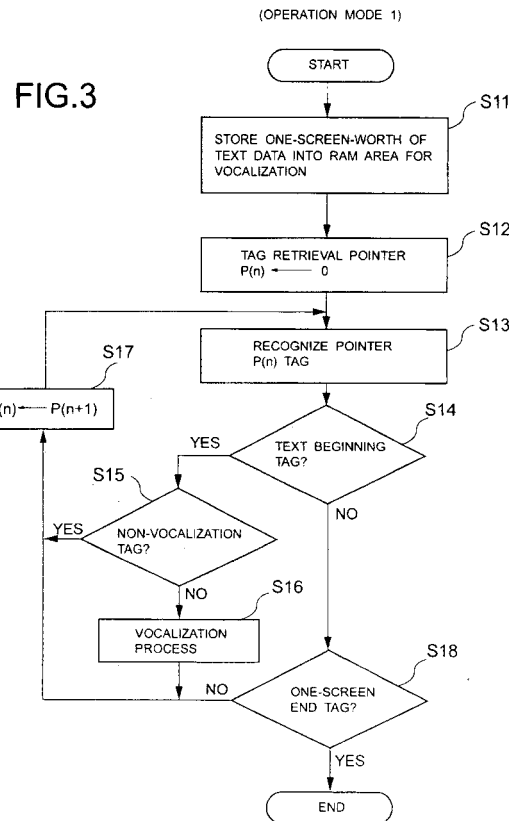 (OPERATION MODE 1)
FIG.3
START
S11
STORE ONE-SCREEN-WORTH OF
TEXT DATA INTO RAM AREA FOR
VOCALIZATION
S12
TAG RETRIEVAL POINTER
P(n) ← 0
S13
RECOGNIZE POINTER
P(n) TAG
S17
(n) ← P(n+1)
S14
TEXT BEGINNING
TAG?
YES
NO
S15
NON-VOCALIZATION
TAG?
YES
NO
S16
VOCALIZATION
PROCESS
S18
ONE-SCREEN
END TAG?
NO
YES
END